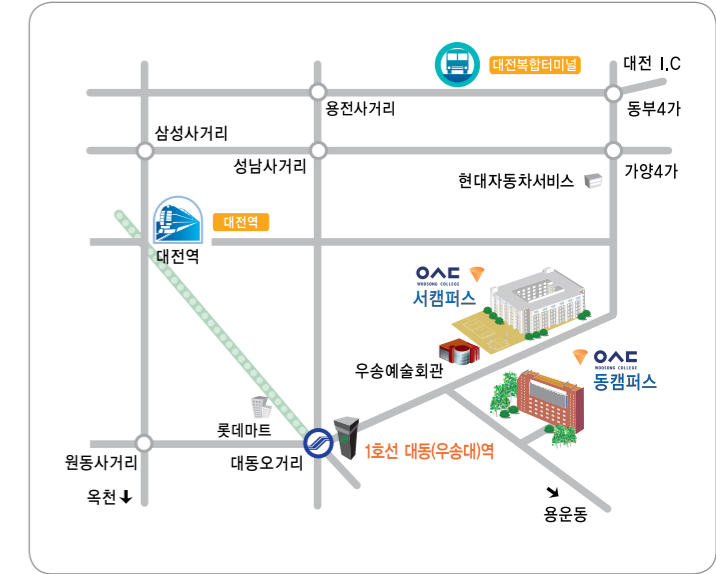 대전 I.C
대전복합터미널
용전사거리
동부4가
삼성사거리
성남사거리
현대자동차서비스
가양4가
대전역
대전역
WOOSONG COLLEGE
서캠퍼스
우송예술회관
WOOSONG COLLEGE
동캠퍼스
롯데마트
원동사거리
대동오거리
1호선 대동(우송대)역
옥천
용운동